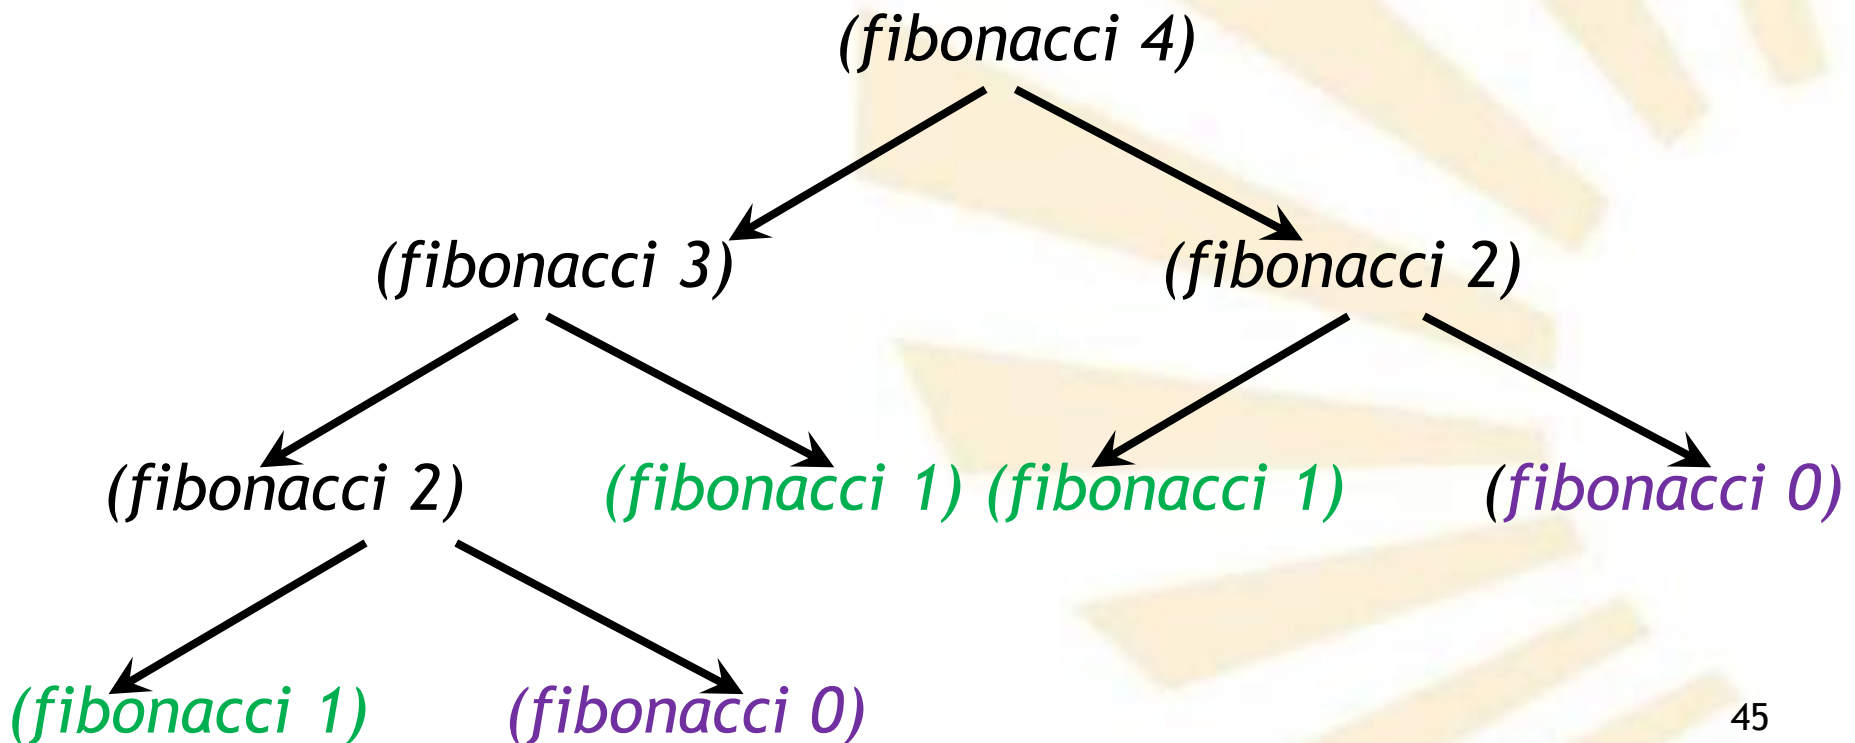 (fibonacci 4)
(fibonacci 3) (fibonacci 2)
(fibonacci 2) (fibonacci 1) (fibonacci 1) (fibonacci 0)
(fibonacci 1) (fibonacci 0)
45